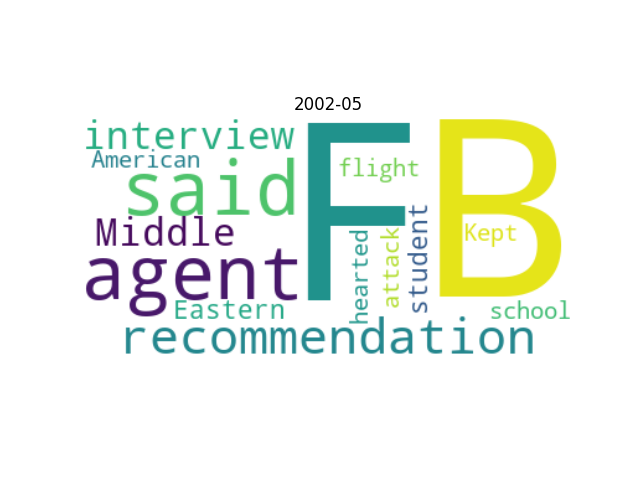 2002-05
interview
American
said
Middle
agent
Eastern
recommendation
F
flight
hearted
attack
student
B
Kept
school